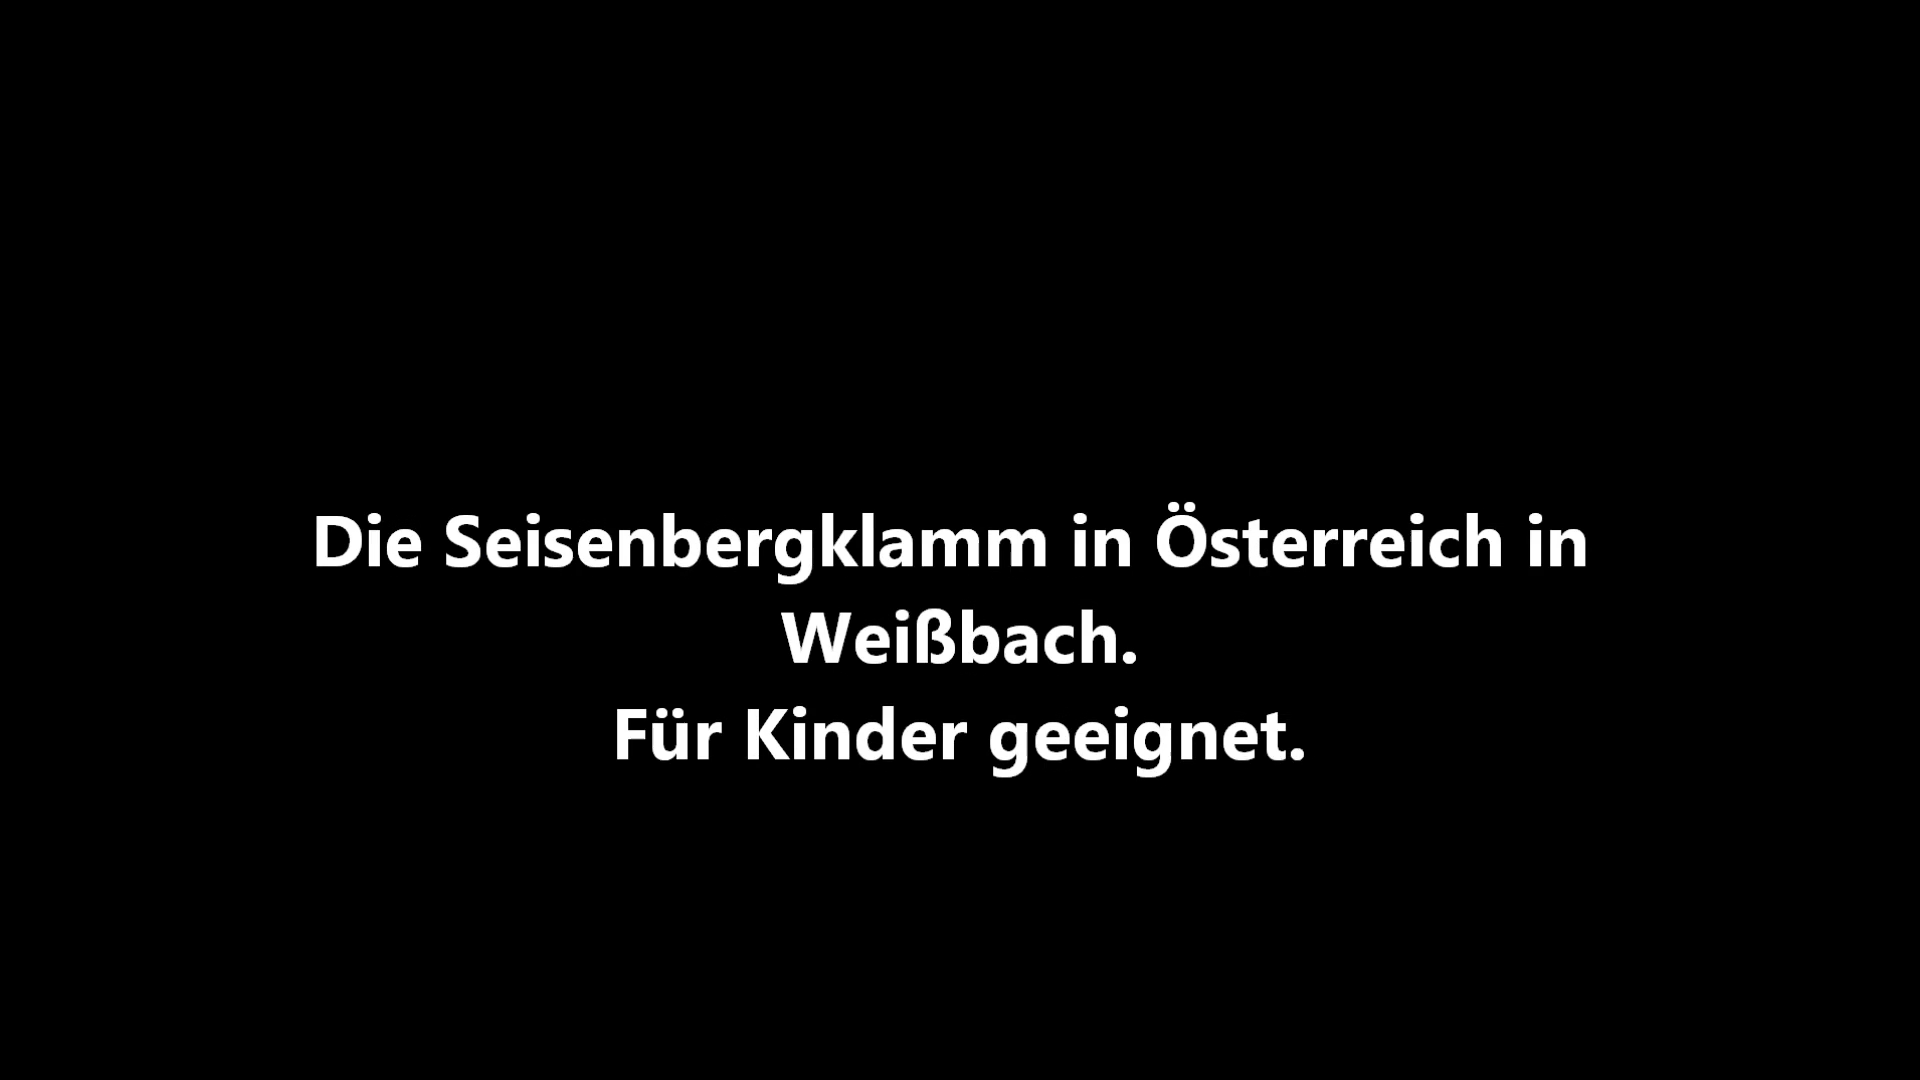 Die Seisenbergklamm in Österreich in
Weißbach.
Für Kinder geeignet.